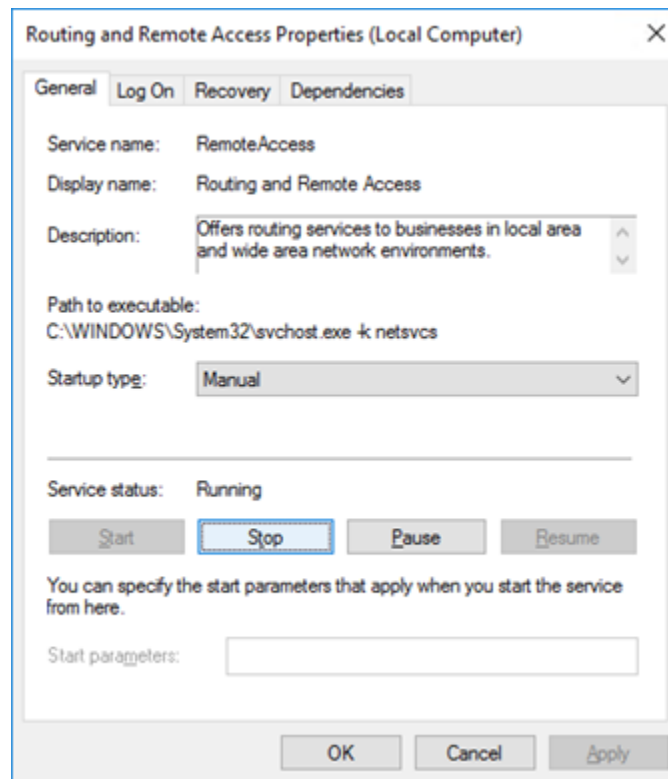 Routing and Remote Access Properties (Local Computer)
General Log On Recovery Dependencies
Service name: RemoteAccess
Display name: Routing and Remote Access
Description: Offers routing services to businesses in local area
and wide area network environments.
Path to executable:
C:\WINDOWS\System32\svchost.exe -k netsvcs
Startup type: Manual
Service status: Running
Start Stop Pause Resume
You can specify the start parameters that apply when you start the service
from here.
Start parameters:
OK Cancel Apply